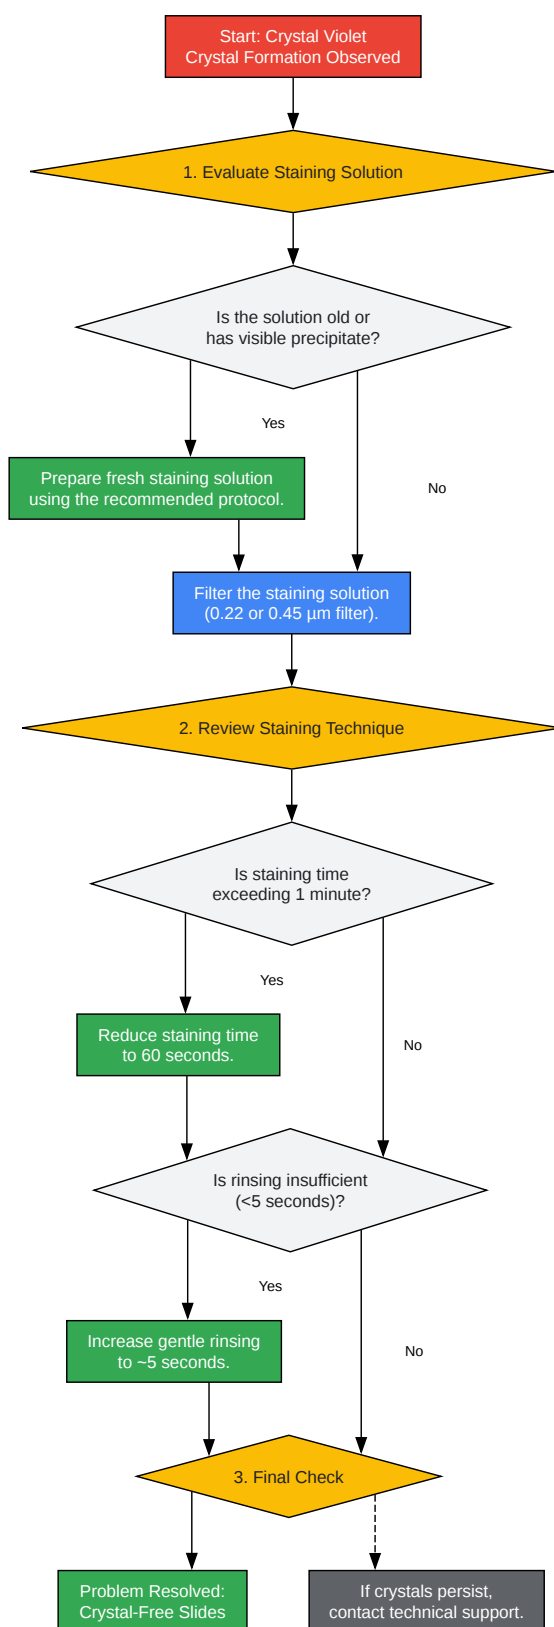 Start: Crystal Violet
Crystal Formation Observed
1. Evaluate Staining Solution
Is the solution old or
has visible precipitate?
Yes
Prepare fresh staining solution
using the recommended protocol.
No
Filter the staining solution
(0.22 or 0.45 µm filter).
2. Review Staining Technique
Is staining time
exceeding 1 minute?
Yes
Reduce staining time
to 60 seconds.
No
Is rinsing insufficient
(<5 seconds)?
Yes
Increase gentle rinsing
to ~5 seconds.
No
3. Final Check
Problem Resolved:
Crystal-Free Slides
If crystals persist,
contact technical support.